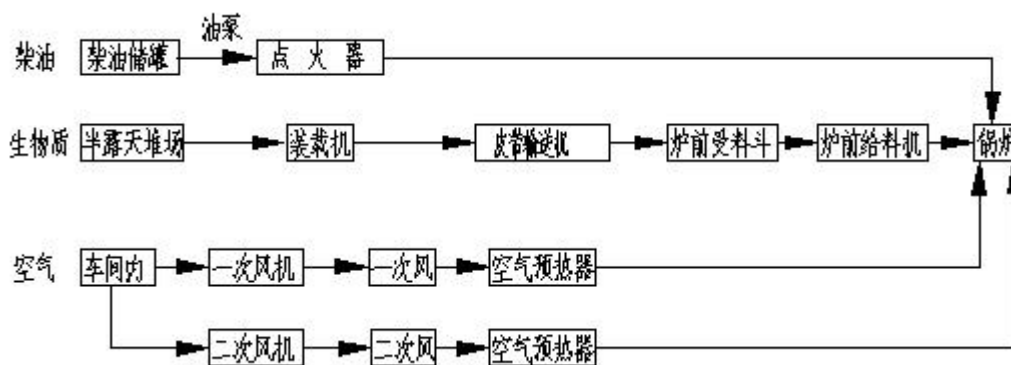 油泵
柴油 柴油储罐 点火器
生物质 半露天堆场 装载机 皮带输送机 炉前受料斗 炉前给料机 锅炉
空气 车间内 一次风机 一次风 空气预热器
二次风机 二次风 空气预热器